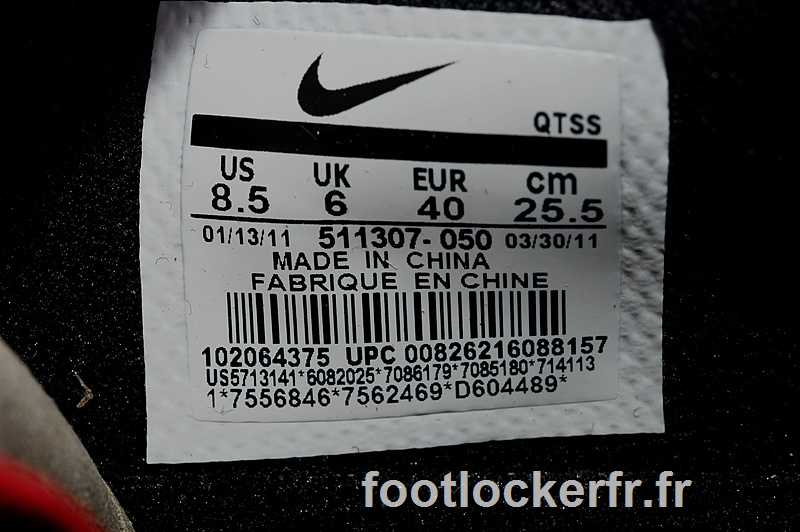 QTSS
US UK EUR cm
8.5 6 40 25.5
01/13/11 511307-050 03/30/11
MADE IN CHINA
FABRIQUE EN CHINE
102064375 UPC 00826216088157
US5713141*6082025*7086179*7085180*714113
1*7556846*7562469*D604489*
footlockerfr.fr